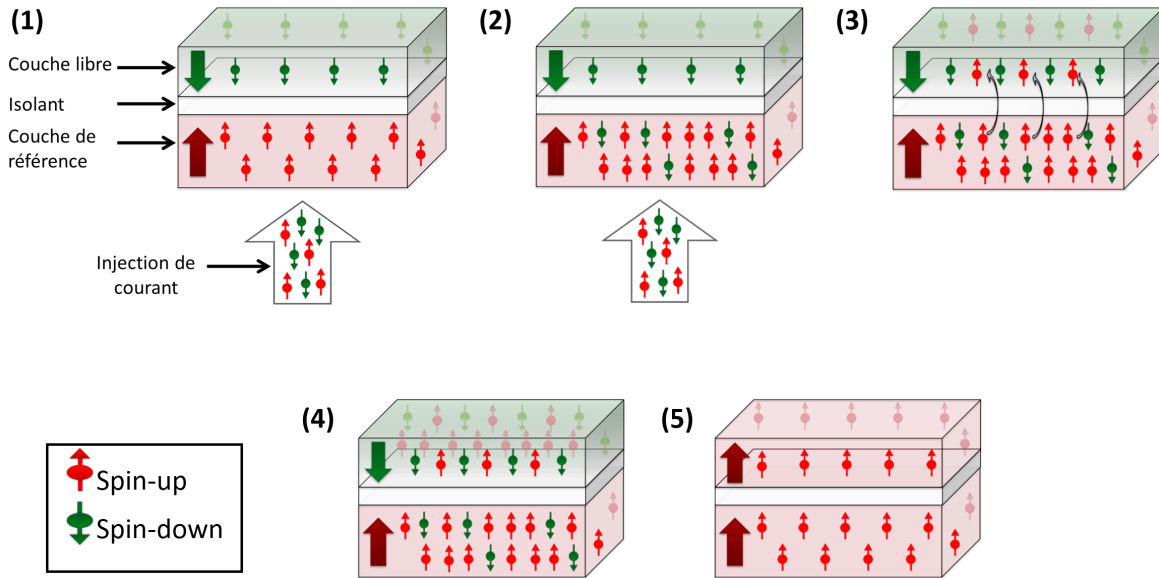 (1)
(2)
(3)
Couche libre
Isolant
Couche de
référence
Injection de
courant
(4)
(5)
Spin-up
Spin-down